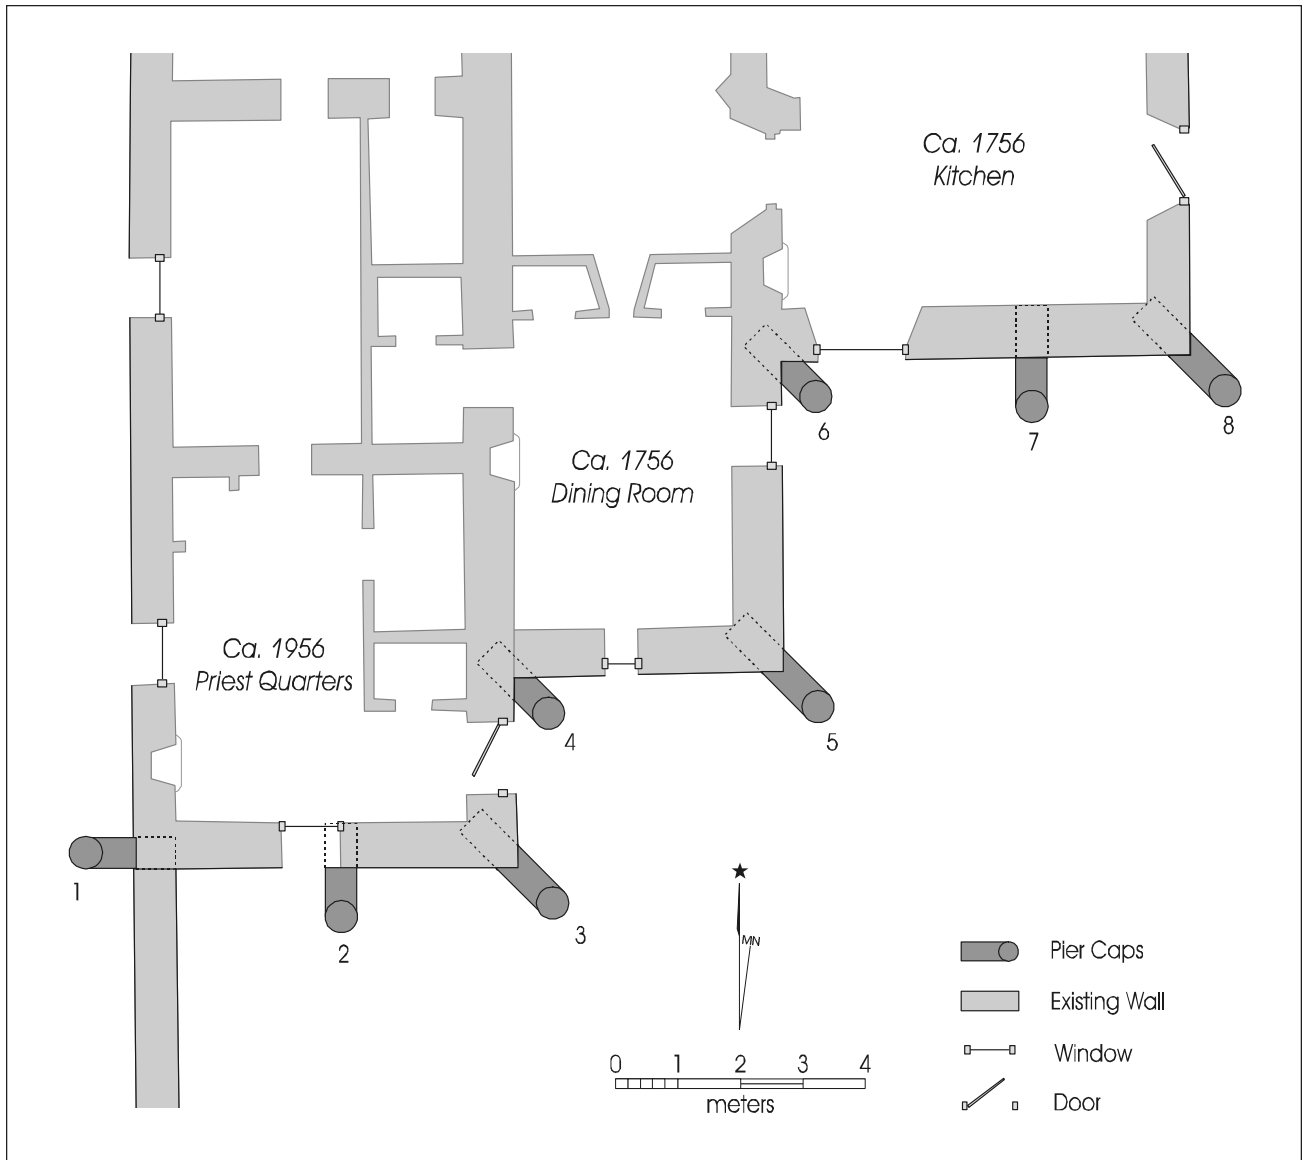 Ca. 1756
Kitchen
6
7
8
Ca. 1756
Dining Room
Ca. 1956
Priest Quarters
4
5
1
2
3
MN
Pier Caps
Existing Wall
Window
Door
0 1 2 3 4
meters